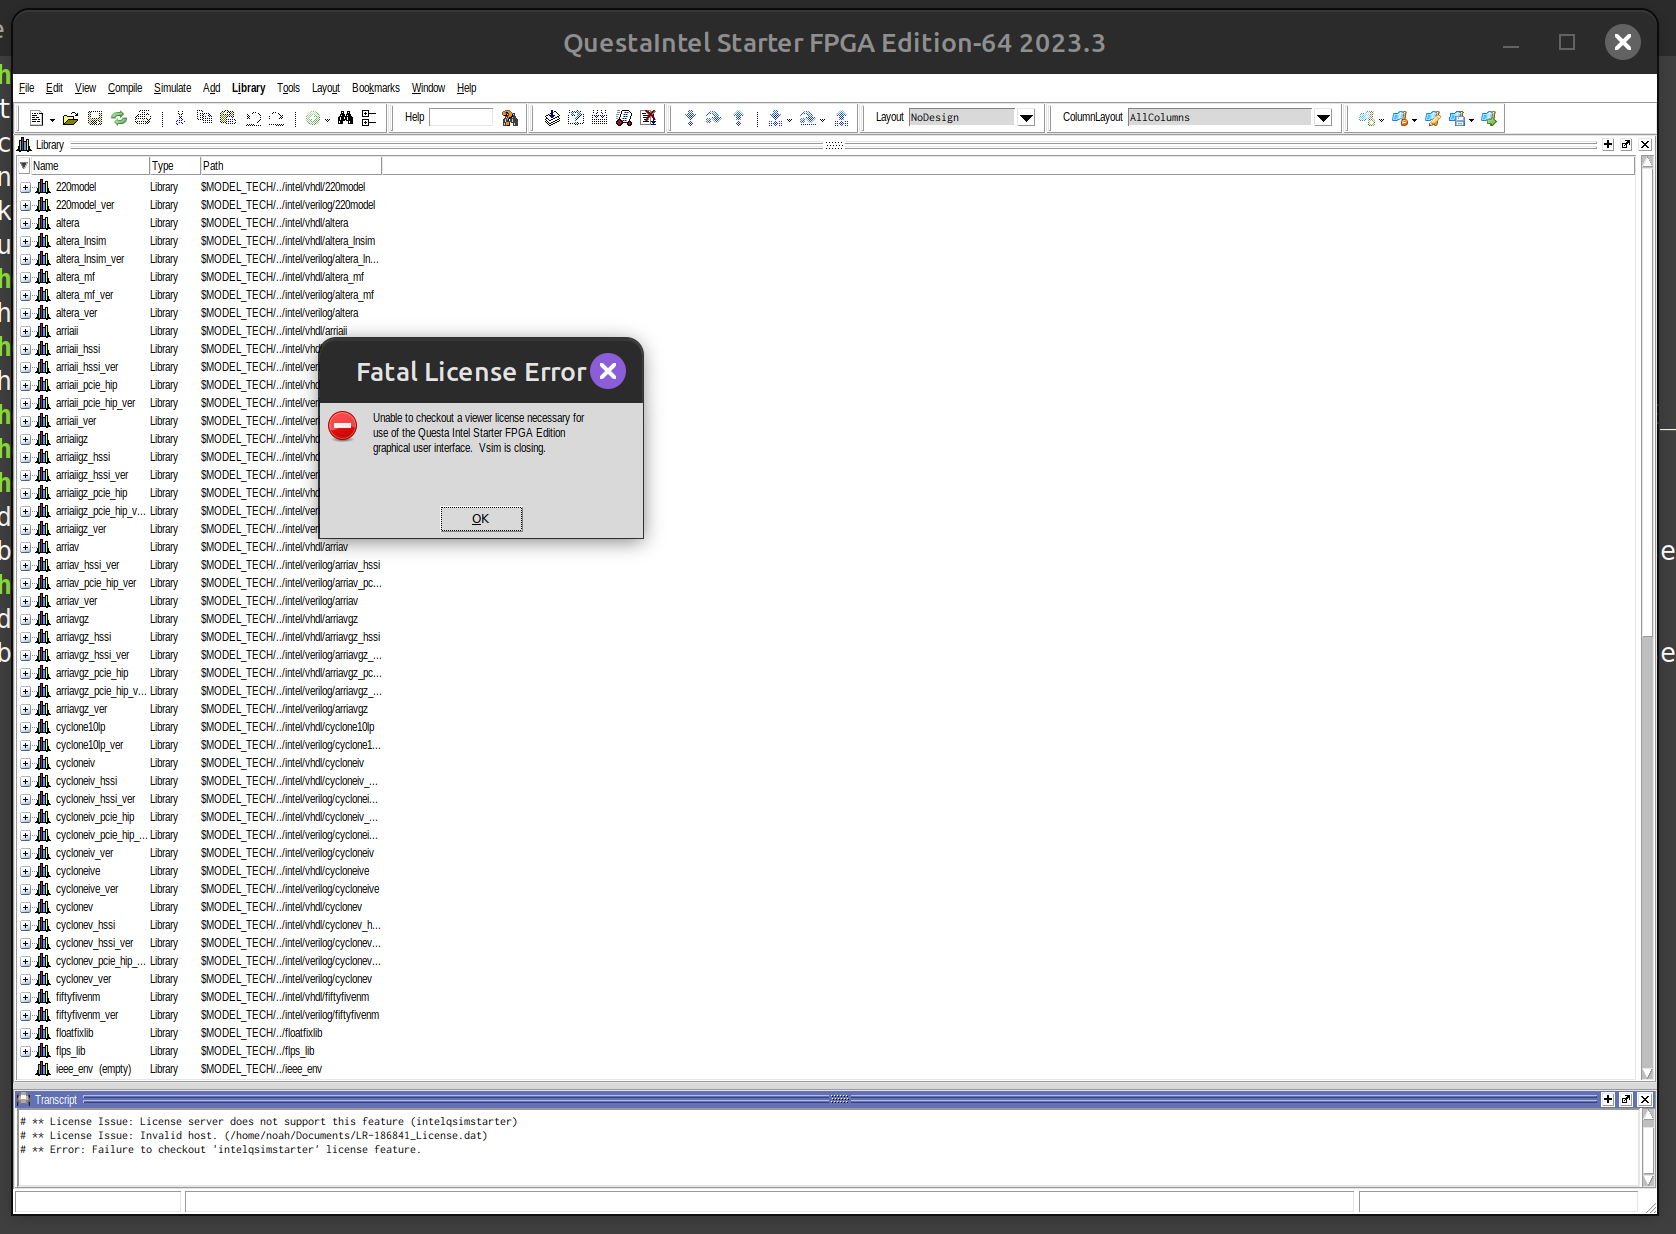 QuestaIntel Starter FPGA Edition-64 2023.3
File Edit View Compile Simulate Add Library Tools Layout Bookmarks Window Help
Help Layout NoDesign ColumnLayout AllColumns
Library
Name Type Path
220model Library $MODEL_TECH/../intel/vhdl/220model
220model_ver Library $MODEL_TECH/../intel/verilog/220model
altera Library $MODEL_TECH/../intel/vhdl/altera
altera_lnsim Library $MODEL_TECH/../intel/vhdl/altera_lnsim
altera_lnsim_ver Library $MODEL_TECH/../intel/verilog/altera_ln...
altera_mf Library $MODEL_TECH/../intel/vhdl/altera_mf
altera_mf_ver Library $MODEL_TECH/../intel/verilog/altera_mf
altera_ver Library $MODEL_TECH/../intel/verilog/altera
arriaii Library $MODEL_TECH/../intel/vhdl/arriaii
arriaii_hssi Library $MODEL_TECH/../intel/vhd
arriaii_hssi_ver Library $MODEL_TECH/../intel/ver
arriaii_pcie_hip Library $MODEL_TECH/../intel/vhd
arriaii_pcie_hip_ver Library $MODEL_TECH/../intel/ver
arriaii_ver Library $MODEL_TECH/../intel/ver
arriaiigz Library $MODEL_TECH/../intel/vhd
arriaiigz_hssi Library $MODEL_TECH/../intel/vhd
arriaiigz_hssi_ver Library $MODEL_TECH/../intel/ver
arriaiigz_pcie_hip Library $MODEL_TECH/../intel/vhd
arriaiigz_pcie_hip_v... Library $MODEL_TECH/../intel/ver
arriaiigz_ver Library $MODEL_TECH/../intel/ver
arriav Library $MODEL_TECH/../intel/vhdl/arriav
arriav_hssi_ver Library $MODEL_TECH/../intel/verilog/arriav_hssi
arriav_pcie_hip_ver Library $MODEL_TECH/../intel/verilog/arriav_pc...
arriav_ver Library $MODEL_TECH/../intel/verilog/arriav
arriavgz Library $MODEL_TECH/../intel/vhdl/arriavgz
arriavgz_hssi Library $MODEL_TECH/../intel/vhdl/arriavgz_hssi
arriavgz_hssi_ver Library $MODEL_TECH/../intel/verilog/arriavgz_...
arriavgz_pcie_hip Library $MODEL_TECH/../intel/vhdl/arriavgz_pc...
arriavgz_pcie_hip_v... Library $MODEL_TECH/../intel/verilog/arriavgz_...
arriavgz_ver Library $MODEL_TECH/../intel/verilog/arriavgz
cyclone10lp Library $MODEL_TECH/../intel/vhdl/cyclone10lp
cyclone10lp_ver Library $MODEL_TECH/../intel/verilog/cyclone1...
cycloneiv Library $MODEL_TECH/../intel/vhdl/cycloneiv
cycloneiv_hssi Library $MODEL_TECH/../intel/vhdl/cycloneiv_...
cycloneiv_hssi_ver Library $MODEL_TECH/../intel/verilog/cyclonei...
cycloneiv_pcie_hip Library $MODEL_TECH/../intel/vhdl/cycloneiv_...
cycloneiv_pcie_hip_... Library $MODEL_TECH/../intel/verilog/cyclonei...
cycloneiv_ver Library $MODEL_TECH/../intel/verilog/cycloneiv
cycloneive Library $MODEL_TECH/../intel/vhdl/cycloneive
cycloneive_ver Library $MODEL_TECH/../intel/verilog/cycloneive
cyclonev Library $MODEL_TECH/../intel/vhdl/cyclonev
cyclonev_hssi Library $MODEL_TECH/../intel/vhdl/cyclonev_h...
cyclonev_hssi_ver Library $MODEL_TECH/../intel/verilog/cyclonev...
cyclonev_pcie_hip_... Library $MODEL_TECH/../intel/verilog/cyclonev...
cyclonev_ver Library $MODEL_TECH/../intel/verilog/cyclonev
fiftyfivenm Library $MODEL_TECH/../intel/vhdl/fiftyfivenm
fiftyfivenm_ver Library $MODEL_TECH/../intel/verilog/fiftyfivenm
floatfixlib Library $MODEL_TECH/../floatfixlib
flps_lib Library $MODEL_TECH/../flps_lib
ieee_env (empty) Library $MODEL_TECH/../ieee_env
Fatal License Error
Unable to checkout a viewer license necessary for
use of the Questa Intel Starter FPGA Edition
graphical user interface. Vsim is closing.
OK
Transcript
# ** License Issue: License server does not support this feature (intelqsimstarter)
# ** License Issue: Invalid host. (/home/noah/Documents/LR-186841_License.dat)
# ** Error: Failure to checkout 'intelqsimstarter' license feature.